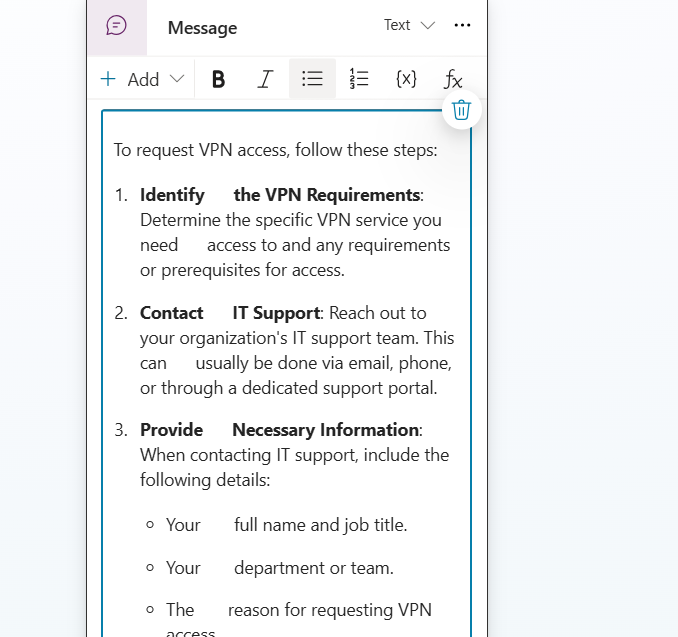 Message Text
Add B I {x} fx
To request VPN access, follow these steps:
1. Identify the VPN Requirements:
Determine the specific VPN service you
need access to and any requirements
or prerequisites for access.
2. Contact IT Support: Reach out to
your organization's IT support team. This
can usually be done via email, phone,
or through a dedicated support portal.
3. Provide Necessary Information:
When contacting IT support, include the
following details:
Your full name and job title.
Your department or team.
The reason for requesting VPN
access